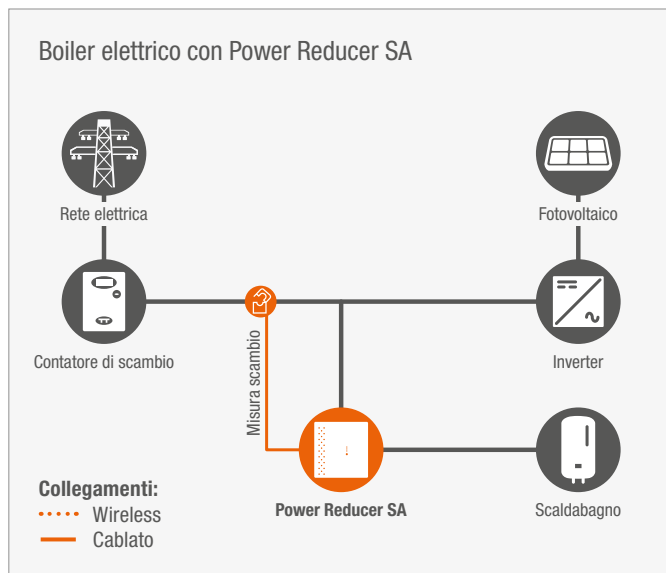 Boiler elettrico con Power Reducer SA
Rete elettrica
Fotovoltaico
Contatore di scambio
Misura scambio
Inverter
Power Reducer SA
Scaldabagno
Collegamenti:
Wireless
Cablato